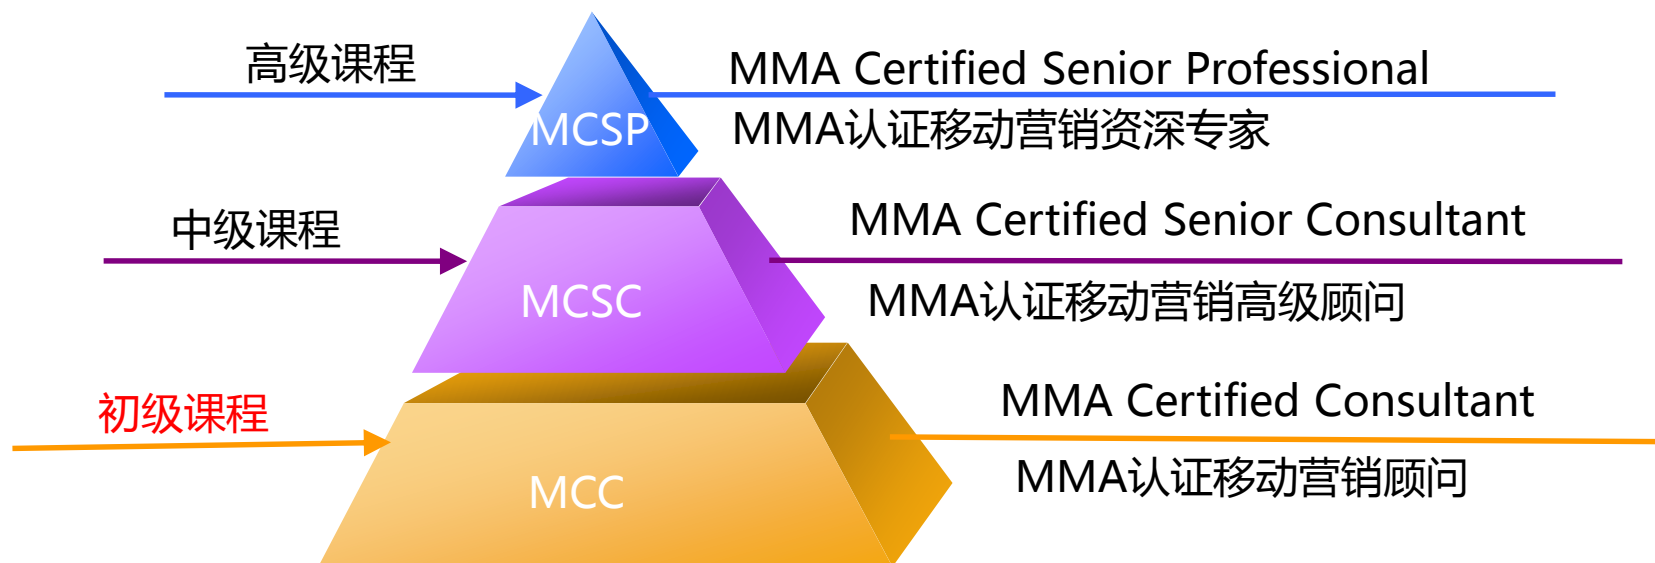 高级课程
MMA Certified Senior Professional
MCSP
MMA认证移动营销资深专家
中级课程
MMA Certified Senior Consultant
MCSC
MMA认证移动营销高级顾问
初级课程
MMA Certified Consultant
MCC
MMA认证移动营销顾问